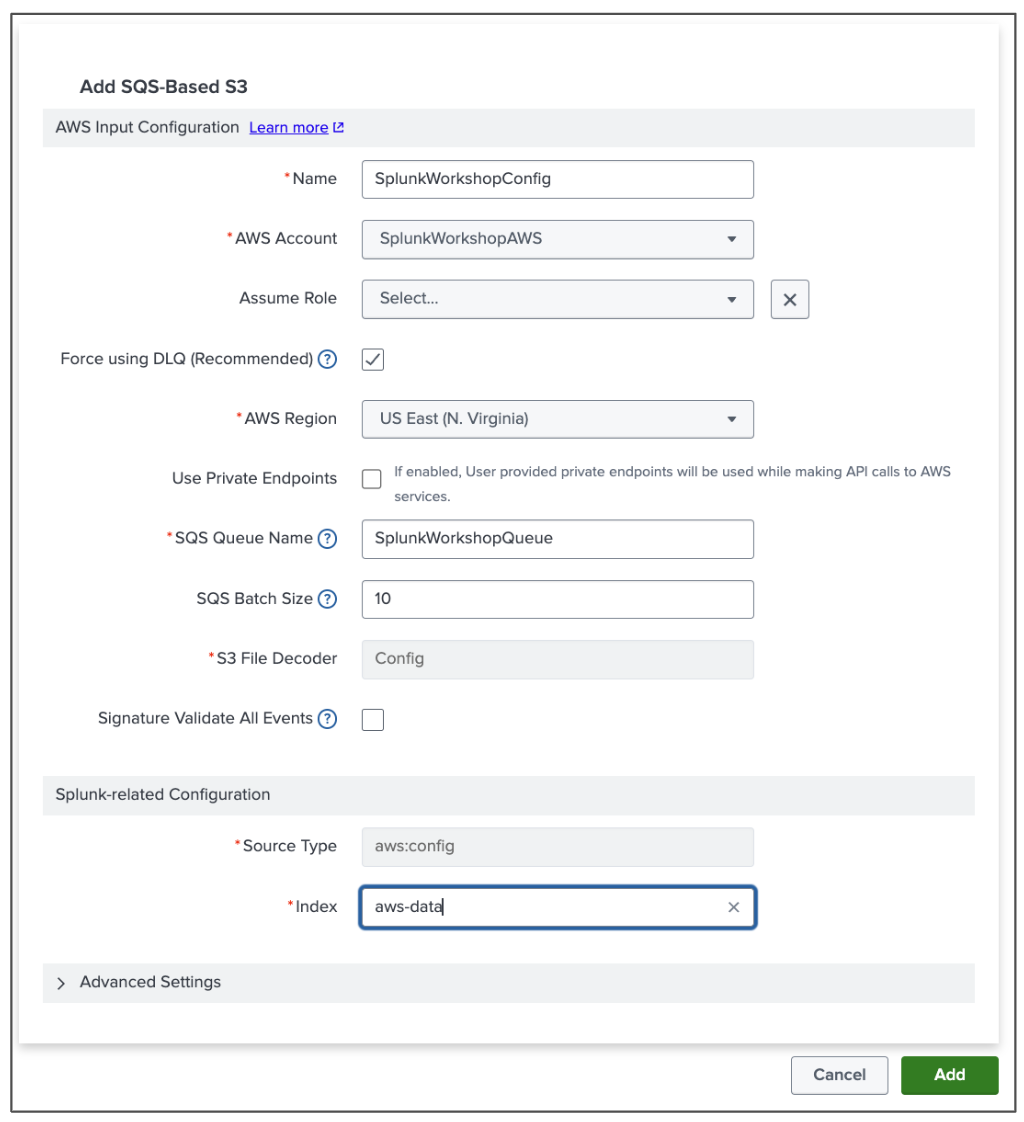 Add SQS-Based S3
AWS Input Configuration Learn more
*Name SplunkWorkshopConfig
*AWS Account SplunkWorkshopAWS
Assume Role Select...
Force using DLQ (Recommended) ?
*AWS Region US East (N. Virginia)
Use Private Endpoints If enabled, User provided private endpoints will be used while making API calls to AWS
services.
*SQS Queue Name ? SplunkWorkshopQueue
SQS Batch Size ? 10
*S3 File Decoder Config
Signature Validate All Events ?
Splunk-related Configuration
*Source Type aws:config
*Index aws-data
Advanced Settings
Cancel Add